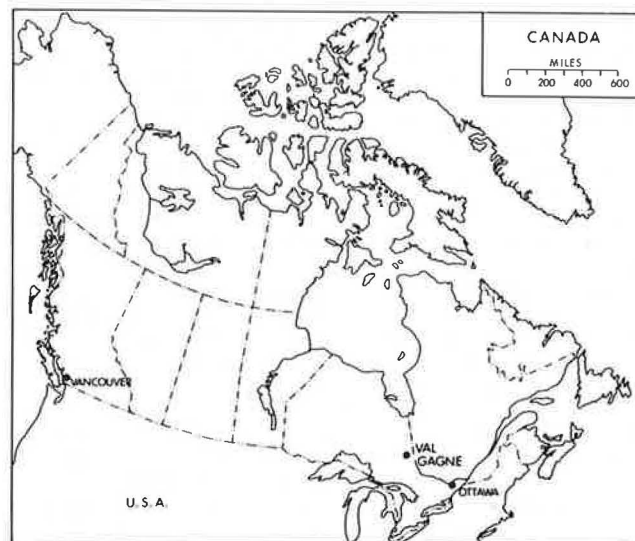 CANADA
MILES
0 200 400 600
VANCOUVER
VAL
GAGNE
OTTAWA
U.S.A.